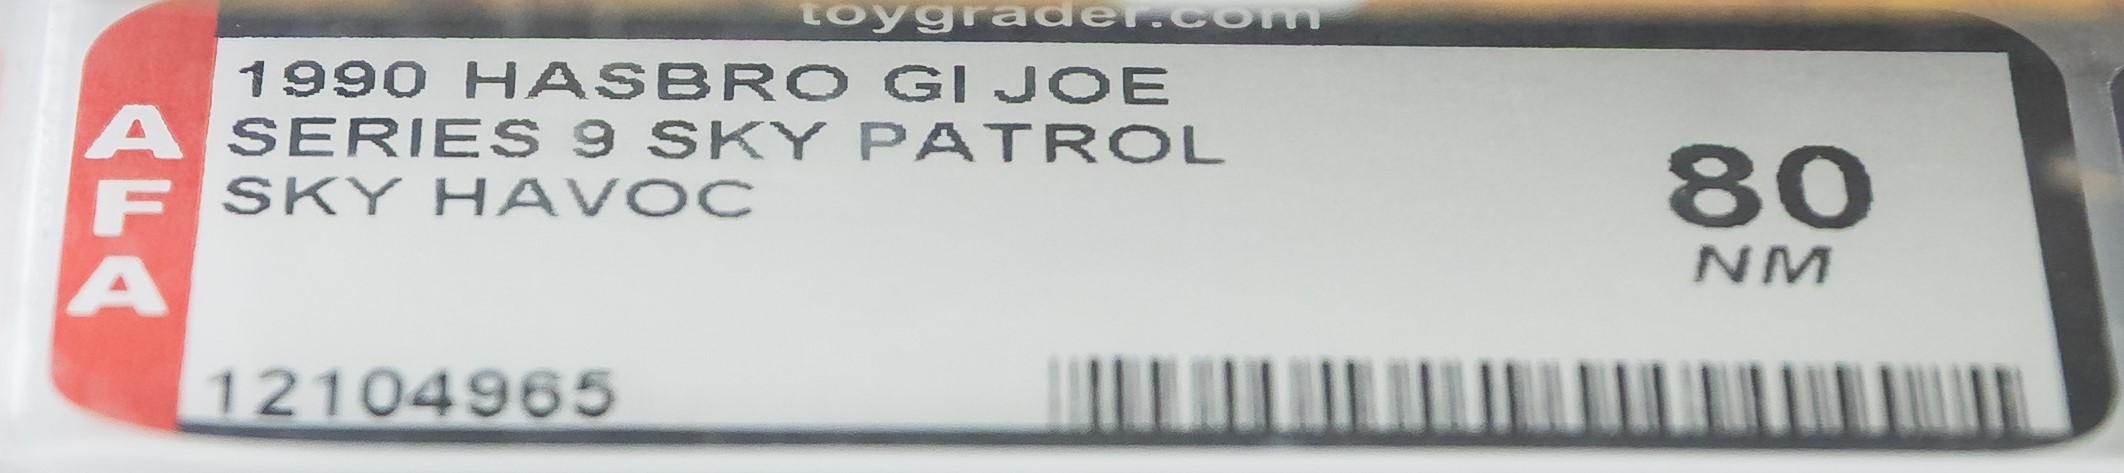 toygrader.com
AFA
1990 HASBRO GI JOE
SERIES 9 SKY PATROL
SKY HAVOC
80
NM
12104965